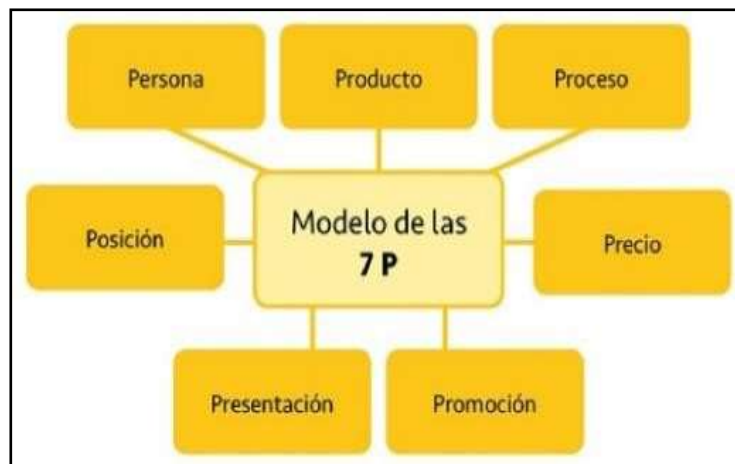 Persona
Producto
Proceso
Posición
Modelo de las
7 P
Precio
Presentación
Promoción